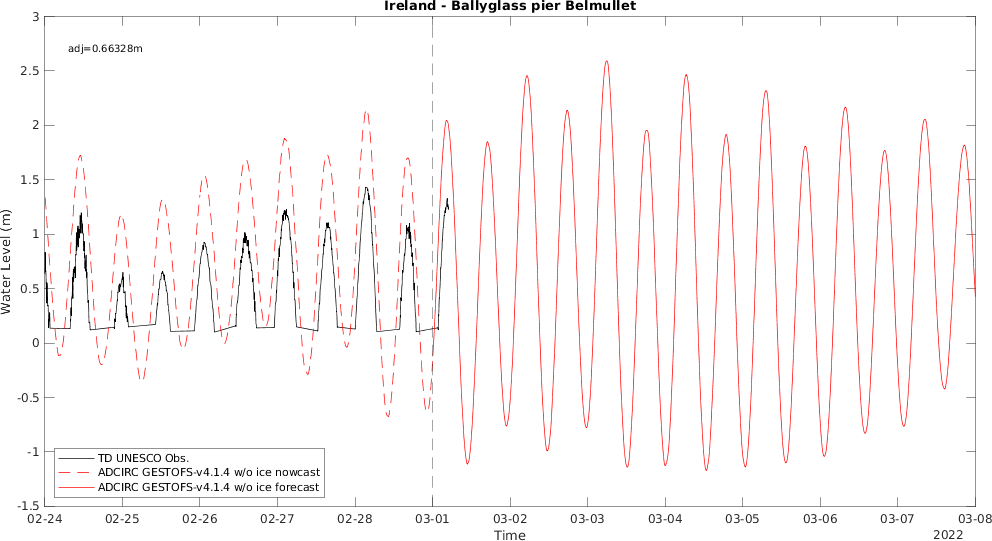 Ireland - Ballyglass pier Belmullet
adj=0.66328m
3
2.5
2
1.5
1
0.5
0
-0.5
-1
-1.5
Water Level (m)
TD UNESCO Obs.
ADCIRC GESTOFS-v4.1.4 w/o ice nowcast
ADCIRC GESTOFS-v4.1.4 w/o ice forecast
02-24 02-25 02-26 02-27 02-28 03-01 03-02 03-03 03-04 03-05 03-06 03-07 03-08
Time
2022